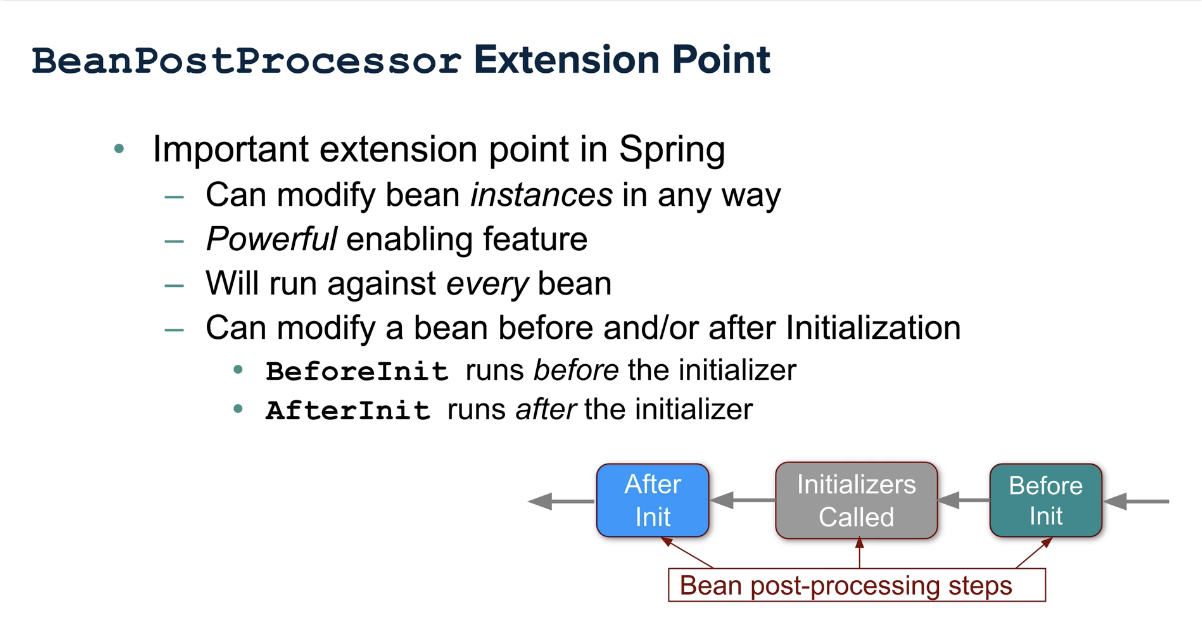 BeanPostProcessor Extension Point
• Important extension point in Spring
– Can modify bean instances in any way
– Powerful enabling feature
– Will run against every bean
– Can modify a bean before and/or after Initialization
• BeforeInit runs before the initializer
• AfterInit runs after the initializer
After
Init
Initializers
Called
Before
Init
Bean post-processing steps